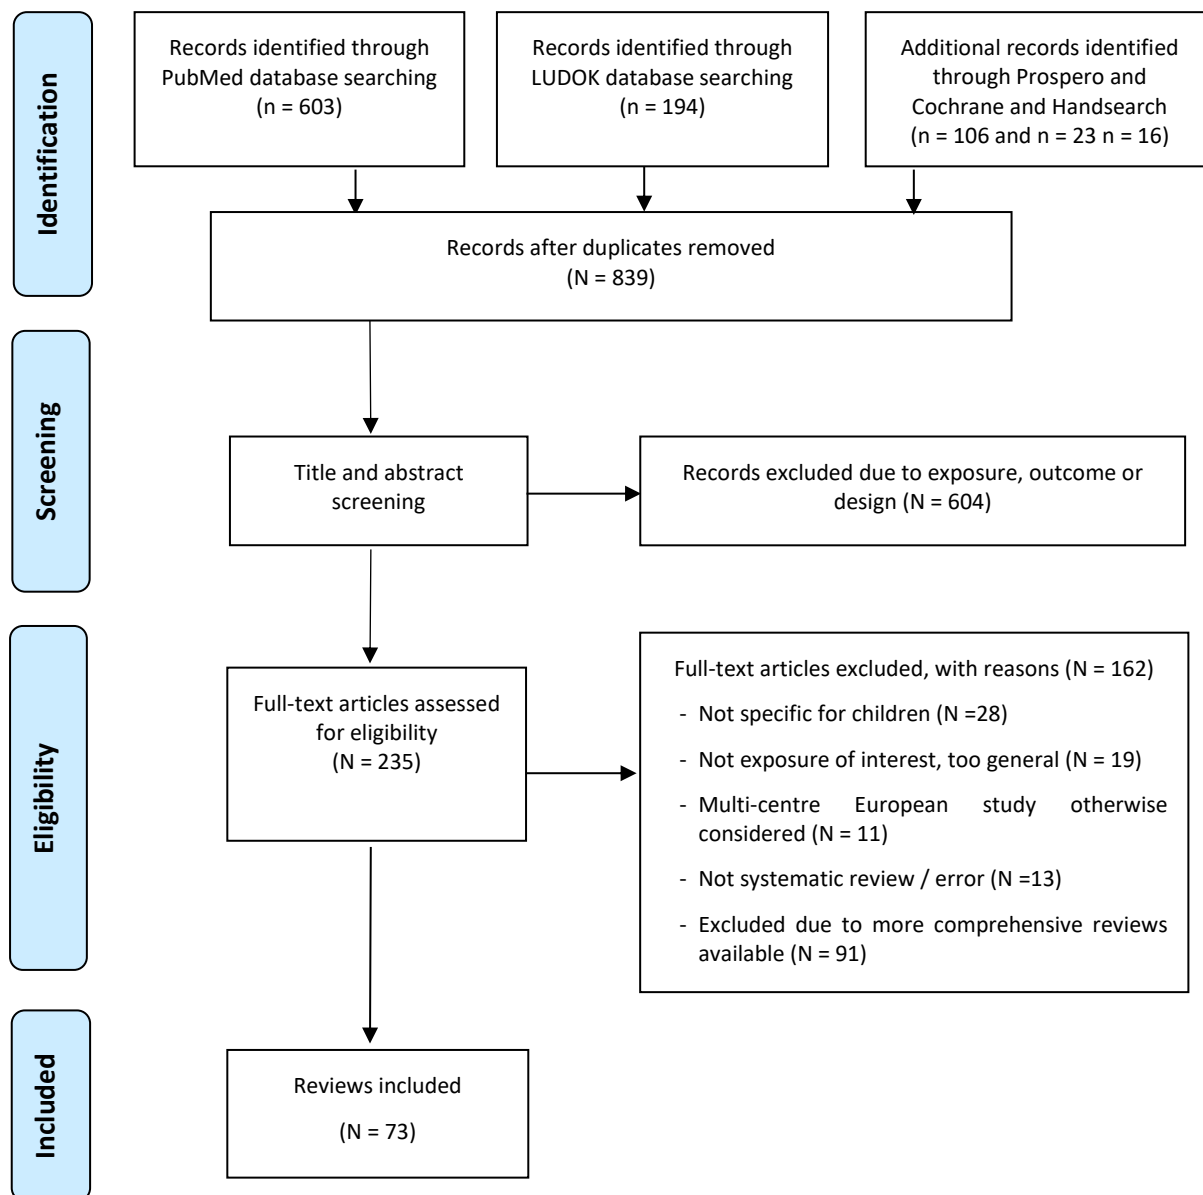 Identification
Records identified through
PubMed database searching
(n = 603)
Records identified through
LUDOK database searching
(n = 194)
Additional records identified
through Prospero and
Cochrane and Handsearch
(n = 106 and n = 23 n = 16)
Records after duplicates removed
(N = 839)
Screening
Title and abstract
screening
Records excluded due to exposure, outcome or
design (N = 604)
Eligibility
Full-text articles assessed
for eligibility
(N = 235)
Full-text articles excluded, with reasons (N = 162)
- Not specific for children (N =28)
- Not exposure of interest, too general (N = 19)
- Multi-centre European study otherwise
considered (N = 11)
- Not systematic review / error (N =13)
- Excluded due to more comprehensive reviews
available (N = 91)
Included
Reviews included
(N = 73)